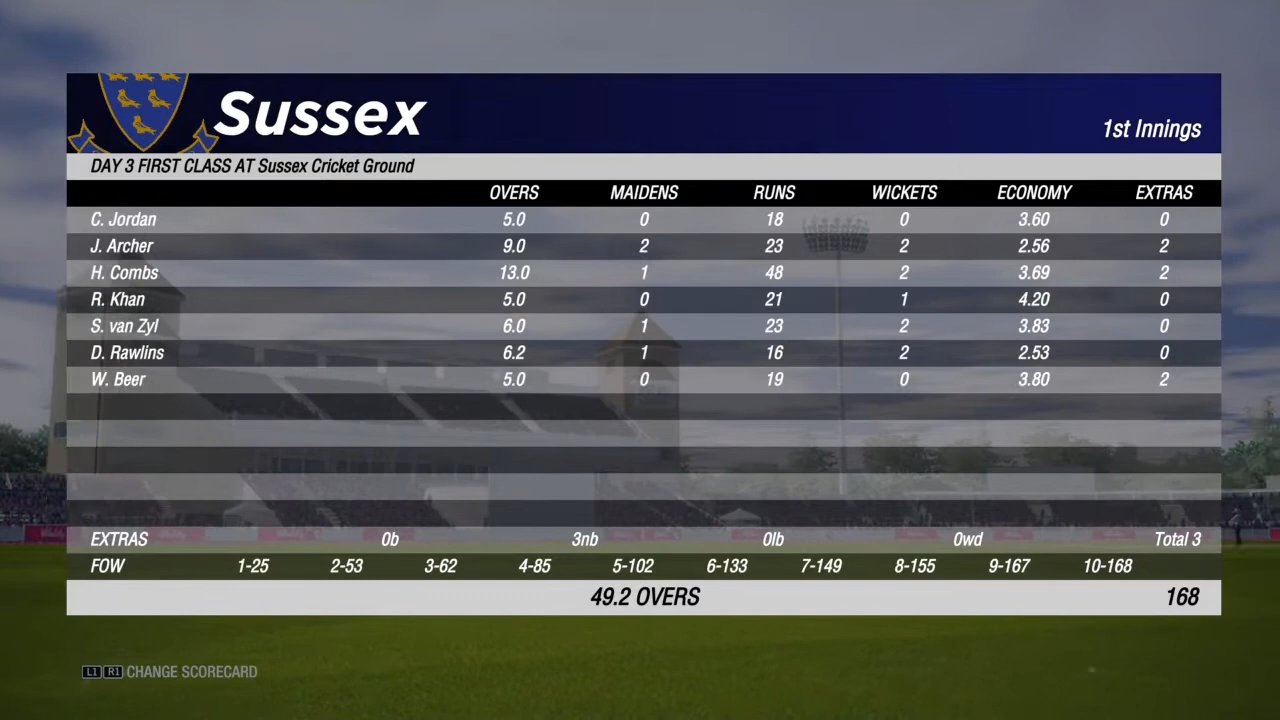 Sussex
1st Innings
DAY 3 FIRST CLASS AT Sussex Cricket Ground
OVERS MAIDENS RUNS WICKETS ECONOMY EXTRAS
C. Jordan 5.0 0 18 0 3.60 0
J. Archer 9.0 2 23 2 2.56 2
H. Combs 13.0 1 48 2 3.69 2
R. Khan 5.0 0 21 1 4.20 0
S. van Zyl 6.0 1 23 2 3.83 0
D. Rawlins 6.2 1 16 2 2.53 0
W. Beer 5.0 0 19 0 3.80 2
EXTRAS 0b 3nb 0lb 0wd Total 3
FOW 1-25 2-53 3-62 4-85 5-102 6-133 7-149 8-155 9-167 10-168
49.2 OVERS 168
L1 R1 CHANGE SCORECARD